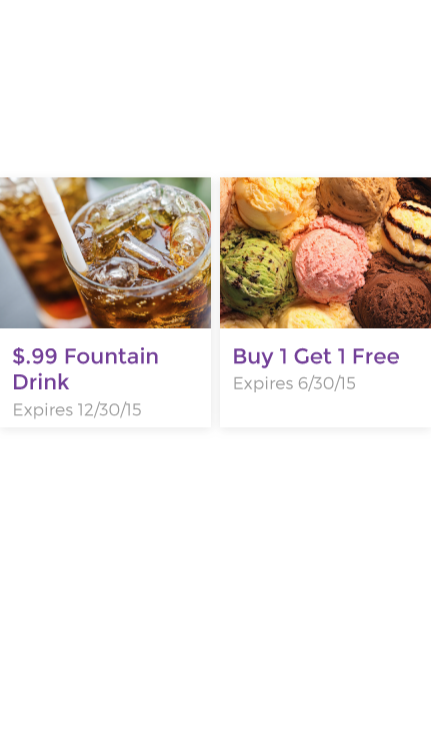 $.99 Fountain
Drink
Expires 12/30/15
Buy 1 Get 1 Free
Expires 6/30/15